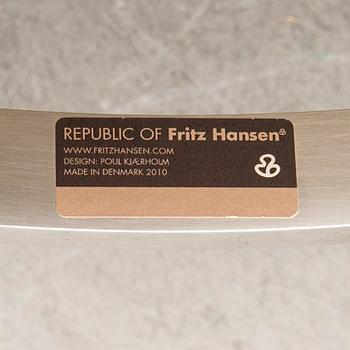 REPUBLIC OF Fritz Hansen
WWW.FRITZHANSEN.COM
DESIGN: POUL KJÆRHOLM
MADE IN DENMARK 2010